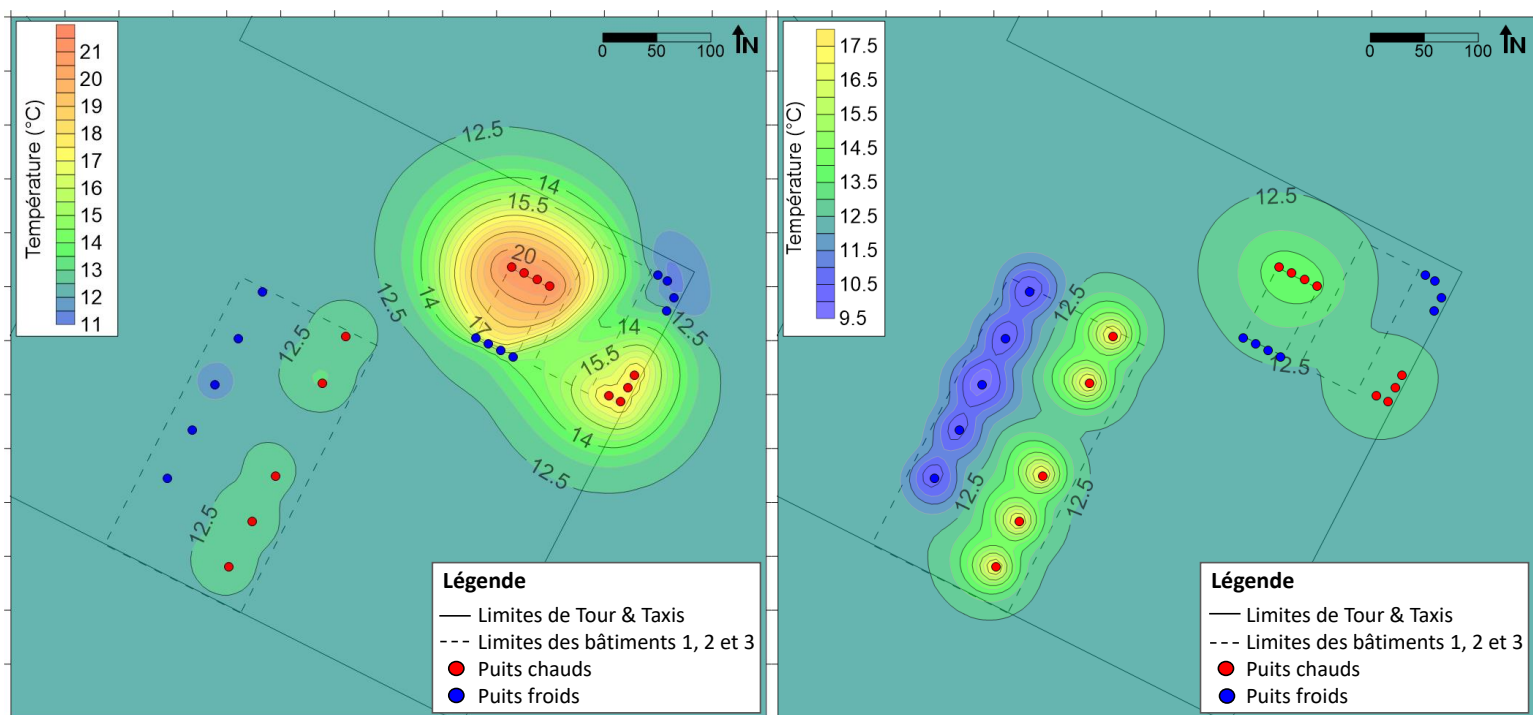 Température (°C)
21
20
19
18
17
16
15
14
13
12
11
0 50 100
N
12.5
14
15.5
20
14
12.5
17
14
12.5
15.5
12.5
14
12.5
12.5
Légende
Limites de Tour & Taxis
Limites des bâtiments 1, 2 et 3
Puits chauds
Puits froids
Température (°C)
17.5
16.5
15.5
14.5
13.5
12.5
11.5
10.5
9.5
0 50 100
N
12.5
12.5
12.5
12.5
12.5
Légende
Limites de Tour & Taxis
Limites des bâtiments 1, 2 et 3
Puits chauds
Puits froids